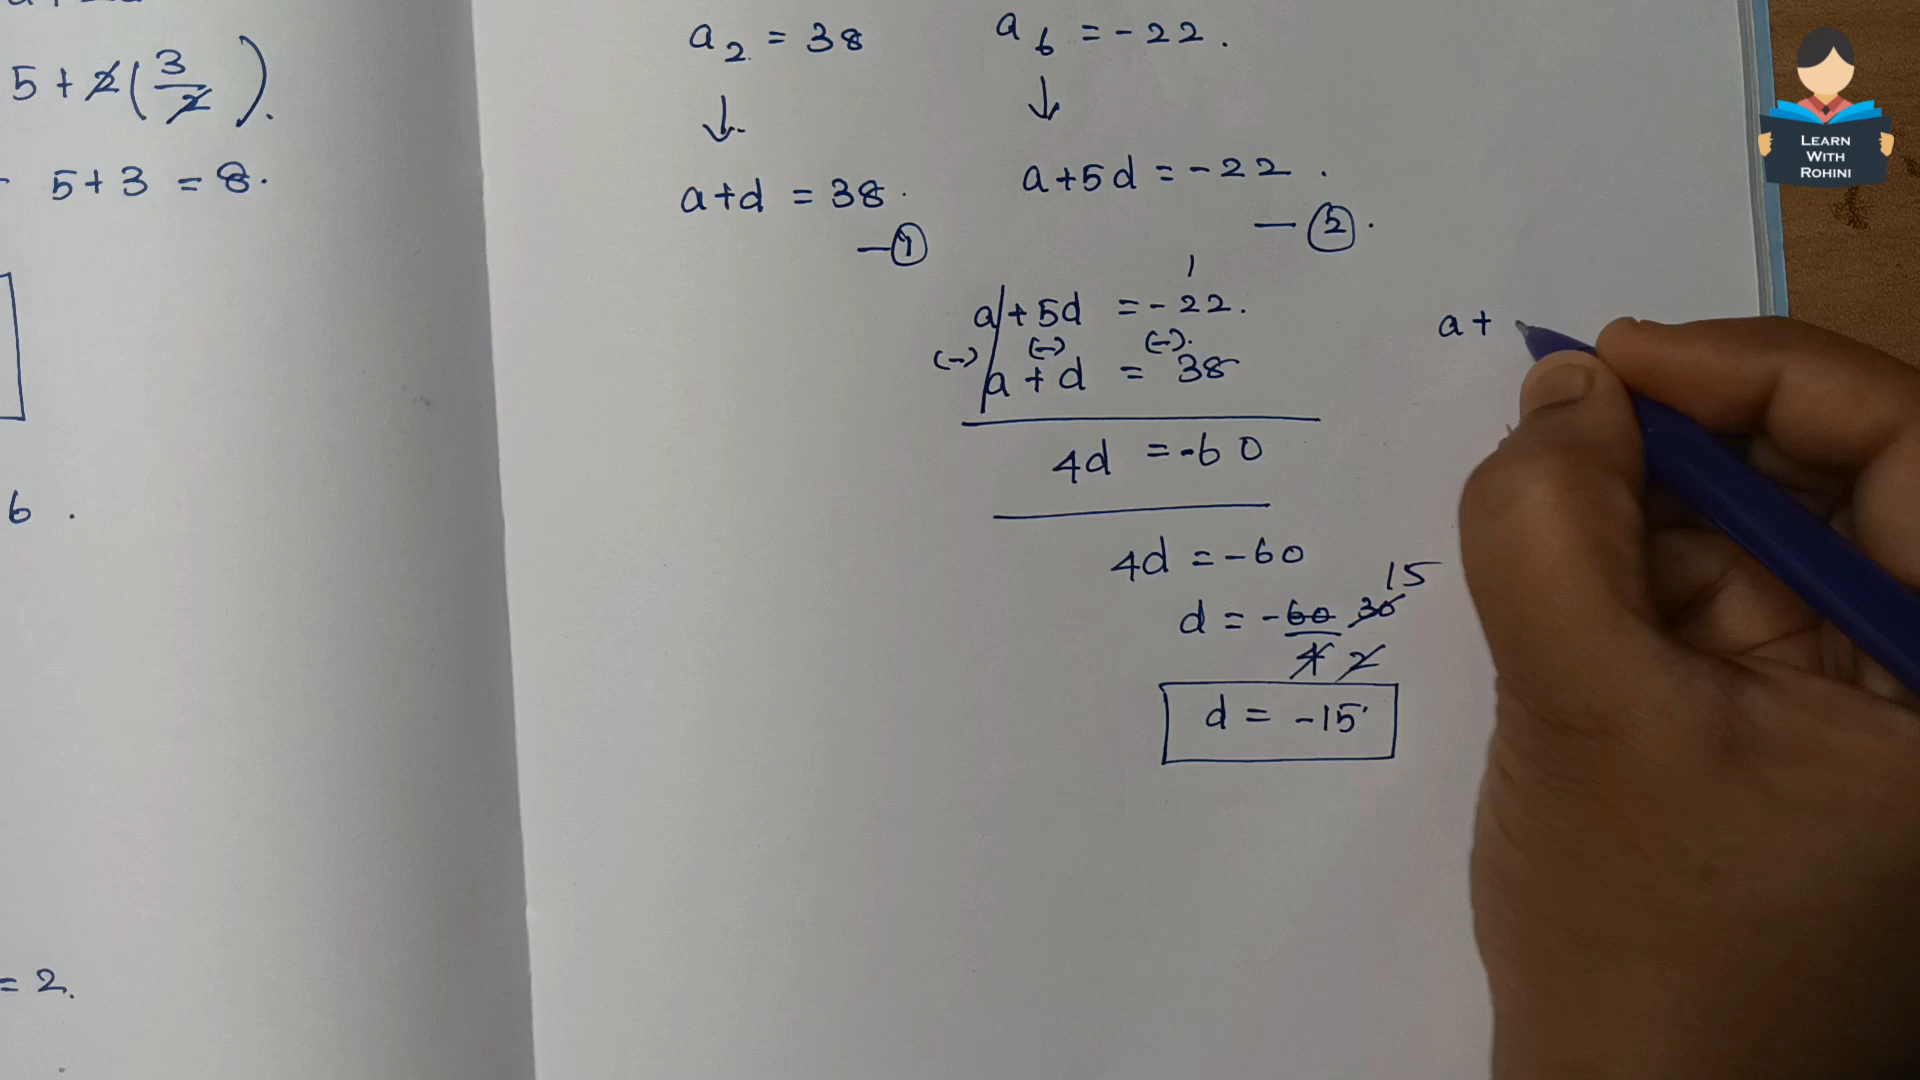 5 + 2(3/2).
5 + 3 = 8.
6 .
= 2.
a2 = 38
a6 = -22.
↓
↓
a + d = 38.
a + 5d = -22.
— 1
— 2.
a + 5d = -22.
(-) (-) (-).
a + d = 38
4d = -60
4d = -60
15
d = -60 30
4 2
d = -15
a +
LEARN
WITH
ROHINI